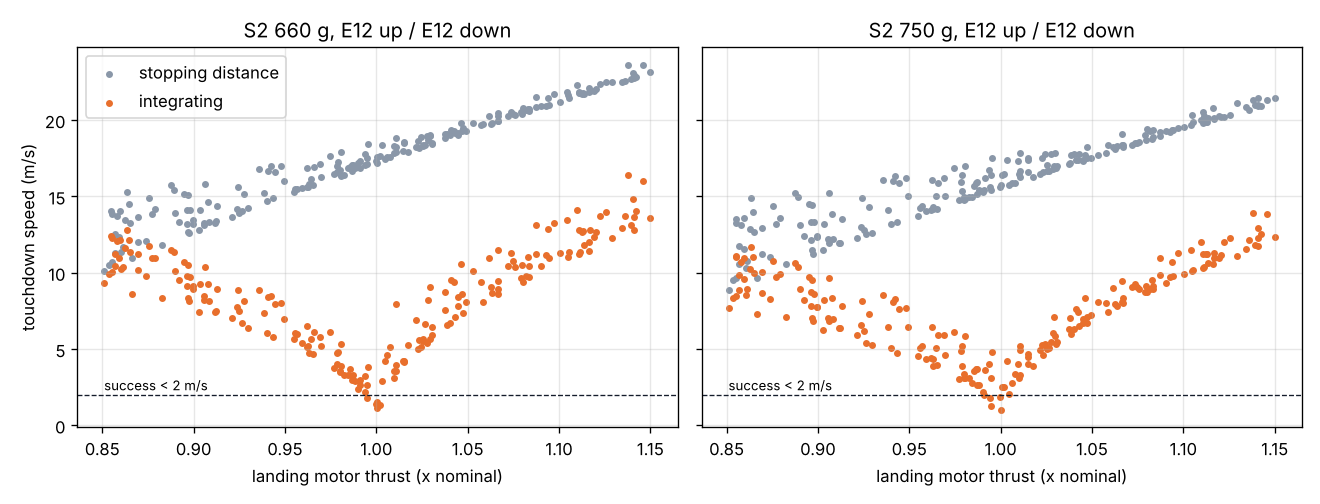 S2 660 g, E12 up / E12 down
stopping distance
integrating
touchdown speed (m/s)
20
15
10
5
0
success < 2 m/s
0.85 0.90 0.95 1.00 1.05 1.10 1.15
landing motor thrust (x nominal)
S2 750 g, E12 up / E12 down
success < 2 m/s
0.85 0.90 0.95 1.00 1.05 1.10 1.15
landing motor thrust (x nominal)